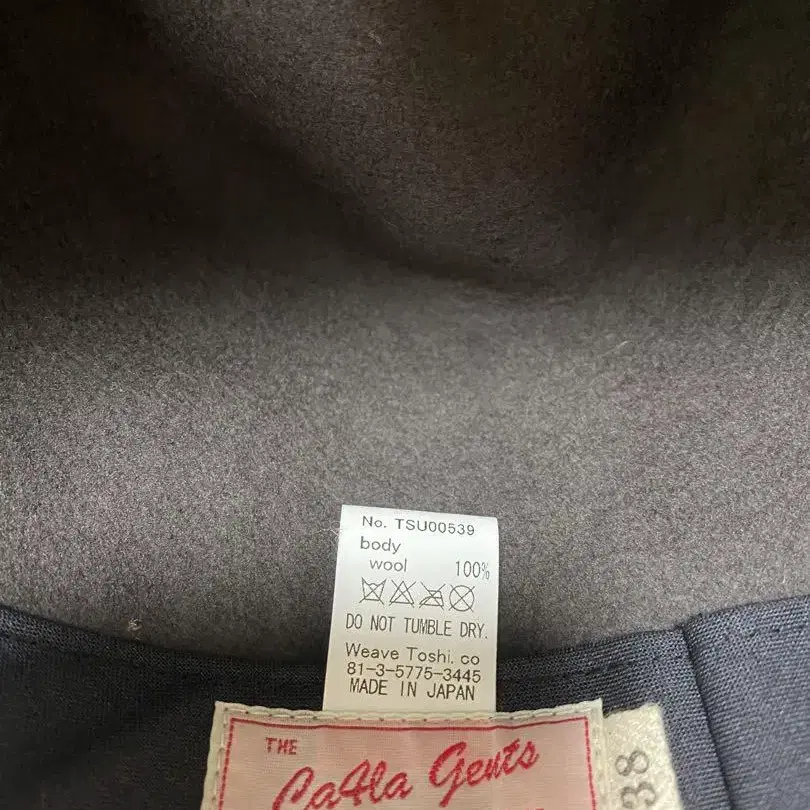 No. TSU00539
body
wool 100%
DO NOT TUMBLE DRY.
Weave Toshi. co
81-3-5775-3445
MADE IN JAPAN
THE
Ca4la Gents
38